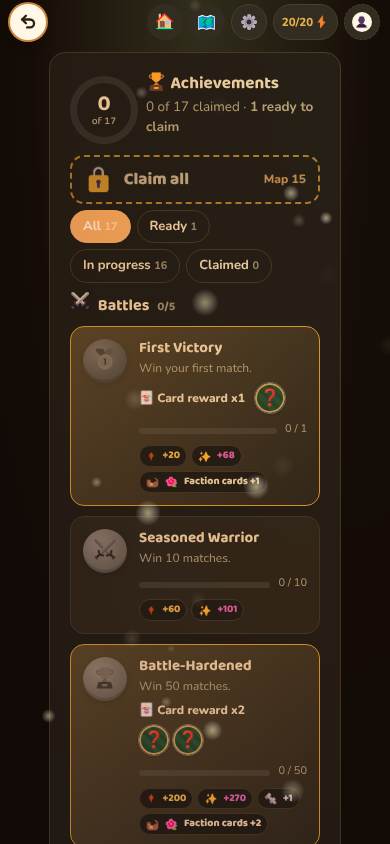 20/20
Achievements
0
of 17
0 of 17 claimed · 1 ready to
claim
Claim all
Map 15
All 17
Ready 1
In progress 16
Claimed 0
Battles 0/5
First Victory
Win your first match.
Card reward x1
?
0 / 1
+20
+68
Faction cards +1
Seasoned Warrior
Win 10 matches.
0 / 10
+60
+101
Battle-Hardened
Win 50 matches.
Card reward x2
? ?
0 / 50
+200
+270
+1
Faction cards +2